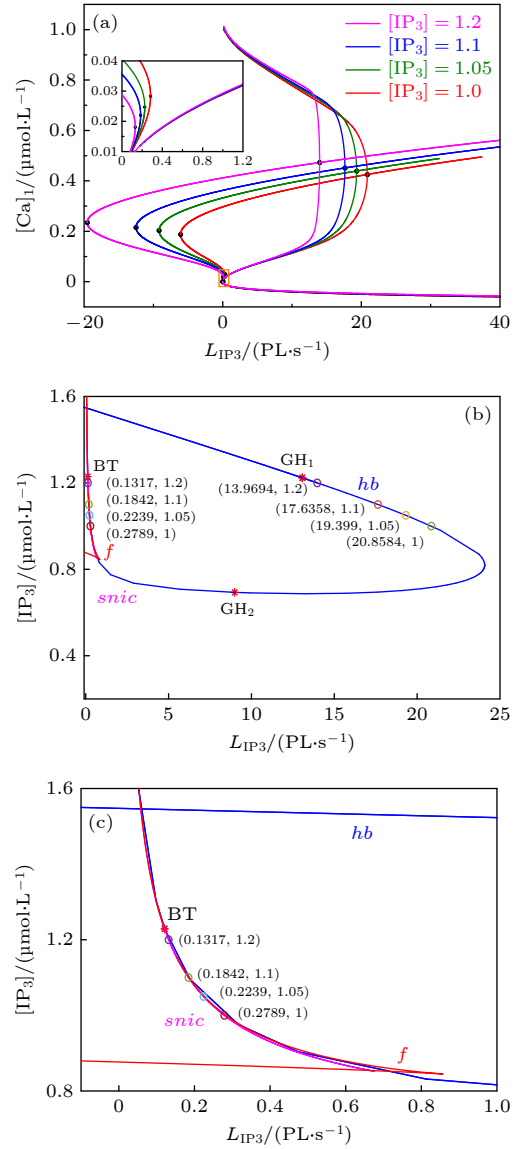 (a)
[IP3] = 1.2
[IP3] = 1.1
[IP3] = 1.05
[IP3] = 1.0
[Ca]1/(μmol·L−1)
1.0
0.8
0.6
0.4
0.2
0
0.04
0.03
0.02
0.01
0 0.4 0.8 1.2
−20 0 20 40
LIP3/(PL·s−1)
(b)
[IP3]/(μmol·L−1)
1.6
1.2
0.8
0.4
BT
(0.1317, 1.2)
(0.1842, 1.1)
(0.2239, 1.05)
(0.2789, 1)
f
snic
GH1
hb
(13.9694, 1.2)
(17.6358, 1.1)
(19.399, 1.05)
(20.8584, 1)
GH2
0 5 10 15 20 25
LIP3/(PL·s−1)
(c)
[IP3]/(μmol·L−1)
1.6
1.2
0.8
hb
BT
(0.1317, 1.2)
(0.1842, 1.1)
(0.2239, 1.05)
(0.2789, 1)
snic
f
0 0.2 0.4 0.6 0.8 1.0
LIP3/(PL·s−1)